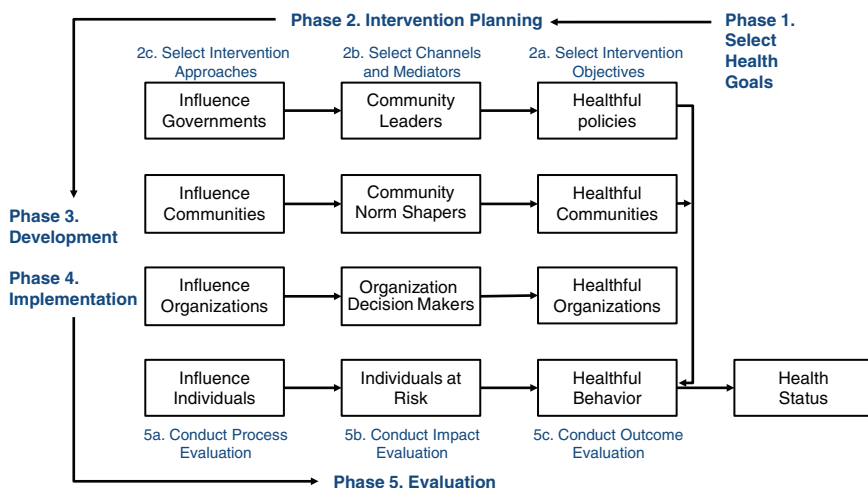 Phase 2. Intervention Planning
Phase 1.
Select
Health
Goals
2c. Select Intervention
Approaches
2b. Select Channels
and Mediators
2a. Select Intervention
Objectives
Influence
Governments
Community
Leaders
Healthful
policies
Influence
Communities
Community
Norm Shapers
Healthful
Communities
Phase 3.
Development
Phase 4.
Implementation
Influence
Organizations
Organization
Decision Makers
Healthful
Organizations
Influence
Individuals
Individuals at
Risk
Healthful
Behavior
Health
Status
5a. Conduct Process
Evaluation
5b. Conduct Impact
Evaluation
5c. Conduct Outcome
Evaluation
Phase 5. Evaluation